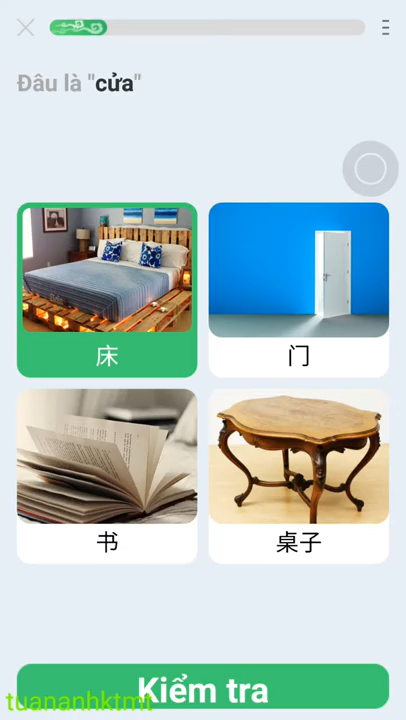 Đâu là "cửa"
床
门
书
桌子
Kiểm tra
tuananhktmt